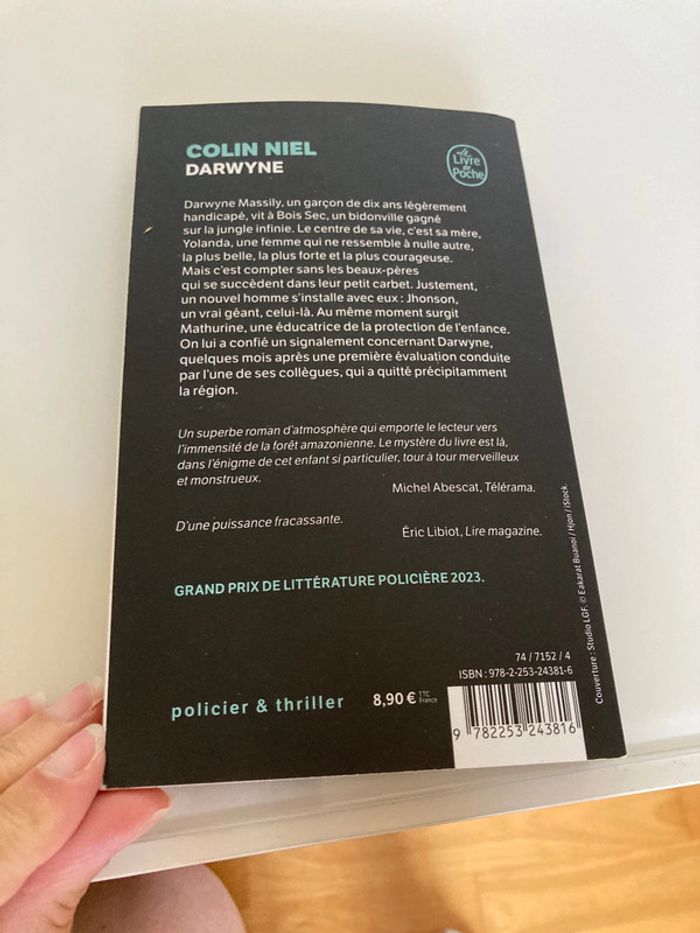 COLIN NIEL
DARWYNE
Le
Livre
de
Poche
Darwyne Massily, un garçon de dix ans légèrement
handicapé, vit à Bois Sec, un bidonville gagné
sur la jungle infinie. Le centre de sa vie, c'est sa mère,
Yolanda, une femme qui ne ressemble à nulle autre,
la plus belle, la plus forte et la plus courageuse.
Mais c'est compter sans les beaux-pères
qui se succèdent dans leur petit carbet. Justement,
un nouvel homme s'installe avec eux : Jhonson,
un vrai géant, celui-là. Au même moment surgit
Mathurine, une éducatrice de la protection de l'enfance.
On lui a confié un signalement concernant Darwyne,
quelques mois après une première évaluation conduite
par l'une de ses collègues, qui a quitté précipitamment
la région.
Un superbe roman d'atmosphère qui emporte le lecteur vers
l'immensité de la forêt amazonienne. Le mystère du livre est là,
dans l'énigme de cet enfant si particulier, tour à tour merveilleux
et monstrueux.
Michel Abescat, Télérama.
D'une puissance fracassante.
Éric Libiot, Lire magazine.
GRAND PRIX DE LITTÉRATURE POLICIÈRE 2023.
policier & thriller
8,90 € TTC
France
74 / 7152 / 4
ISBN : 978-2-253-24381-6
9 782253 243816
Couverture : Studio LGF. © Eakarat Buanoi / Hjon / iStock.